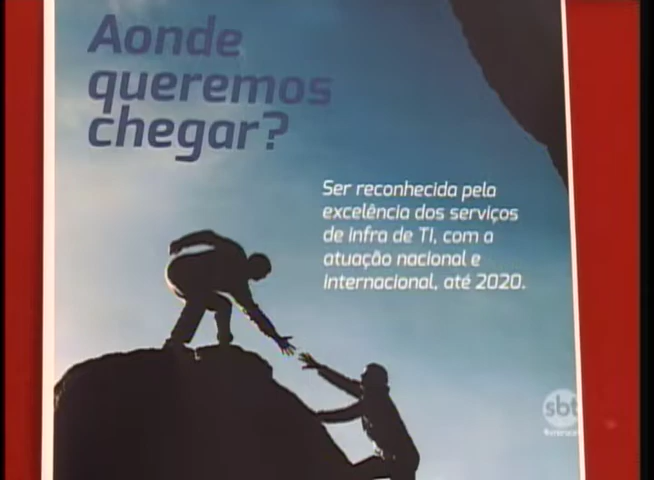 Aonde
queremos
chegar?
Ser reconhecida pela
excelência dos serviços
de infra de TI, com a
atuação nacional e
internacional, até 2020.
sbt